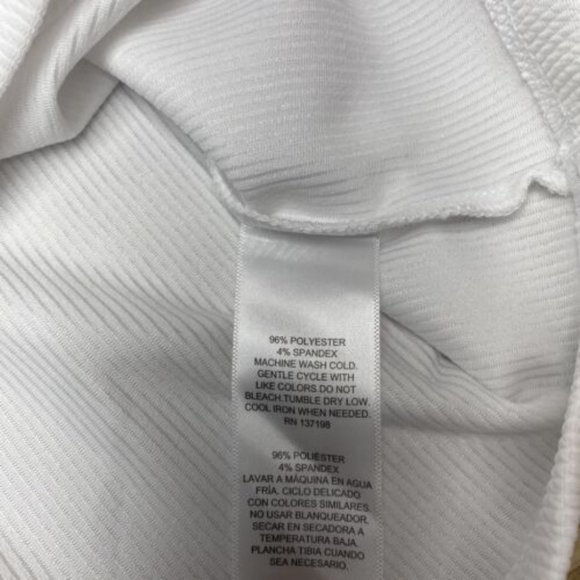 96% POLYESTER
4% SPANDEX
MACHINE WASH COLD.
GENTLE CYCLE WITH
LIKE COLORS.DO NOT
BLEACH.TUMBLE DRY LOW.
COOL IRON WHEN NEEDED.
RN 137198
96% POLIÉSTER
4% SPANDEX
LAVAR A MÁQUINA EN AGUA
FRÍA. CICLO DELICADO
CON COLORES SIMILARES.
NO USAR BLANQUEADOR.
SECAR EN SECADORA A
TEMPERATURA BAJA.
PLANCHA TIBIA CUANDO
SEA NECESARIO.